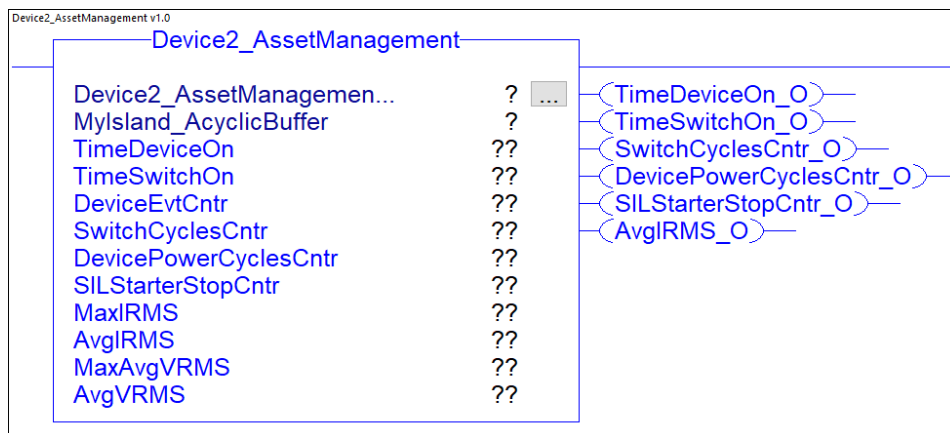 Device2_AssetManagement v1.0
Device2_AssetManagement
Device2_AssetManagemen... ? ... TimeDeviceOn_O
MyIsland_AcyclicBuffer ? TimeSwitchOn_O
TimeDeviceOn ?? SwitchCyclesCntr_O
TimeSwitchOn ?? DevicePowerCyclesCntr_O
DeviceEvtCntr ?? SILStarterStopCntr_O
SwitchCyclesCntr ?? AvgIRMS_O
DevicePowerCyclesCntr ??
SILStarterStopCntr ??
MaxIRMS ??
AvgIRMS ??
MaxAvgVRMS ??
AvgVRMS ??